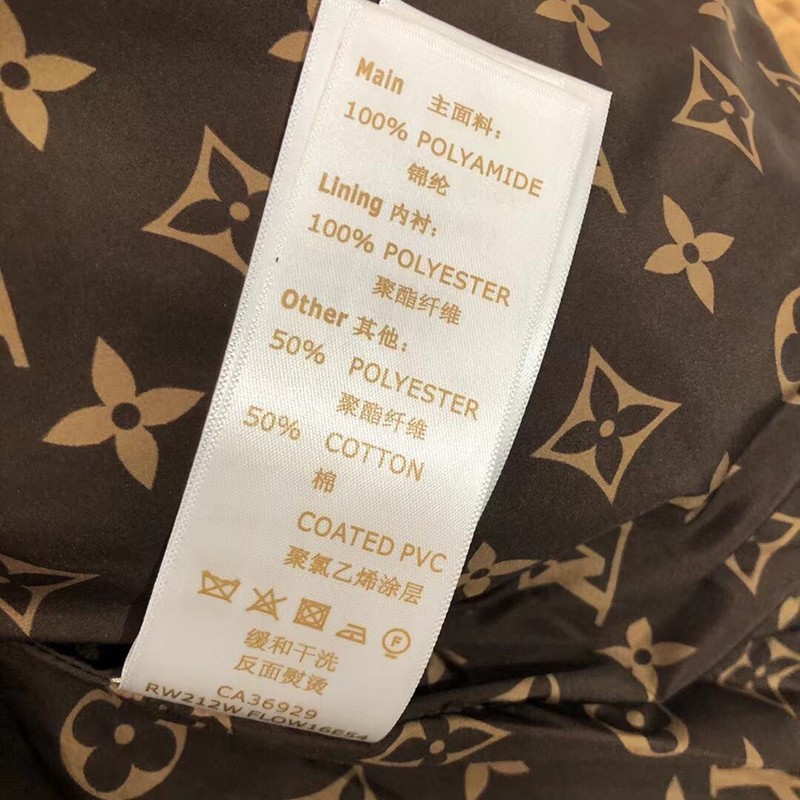 Main 主面料:
100% POLYAMIDE
锦纶
Lining 内衬:
100% POLYESTER
聚酯纤维
Other 其他:
50% POLYESTER
聚酯纤维
50% COTTON
棉
COATED PVC
聚氯乙烯涂层
F
缓和干洗
反面熨烫
CA36929
RW212W FLOW16E54